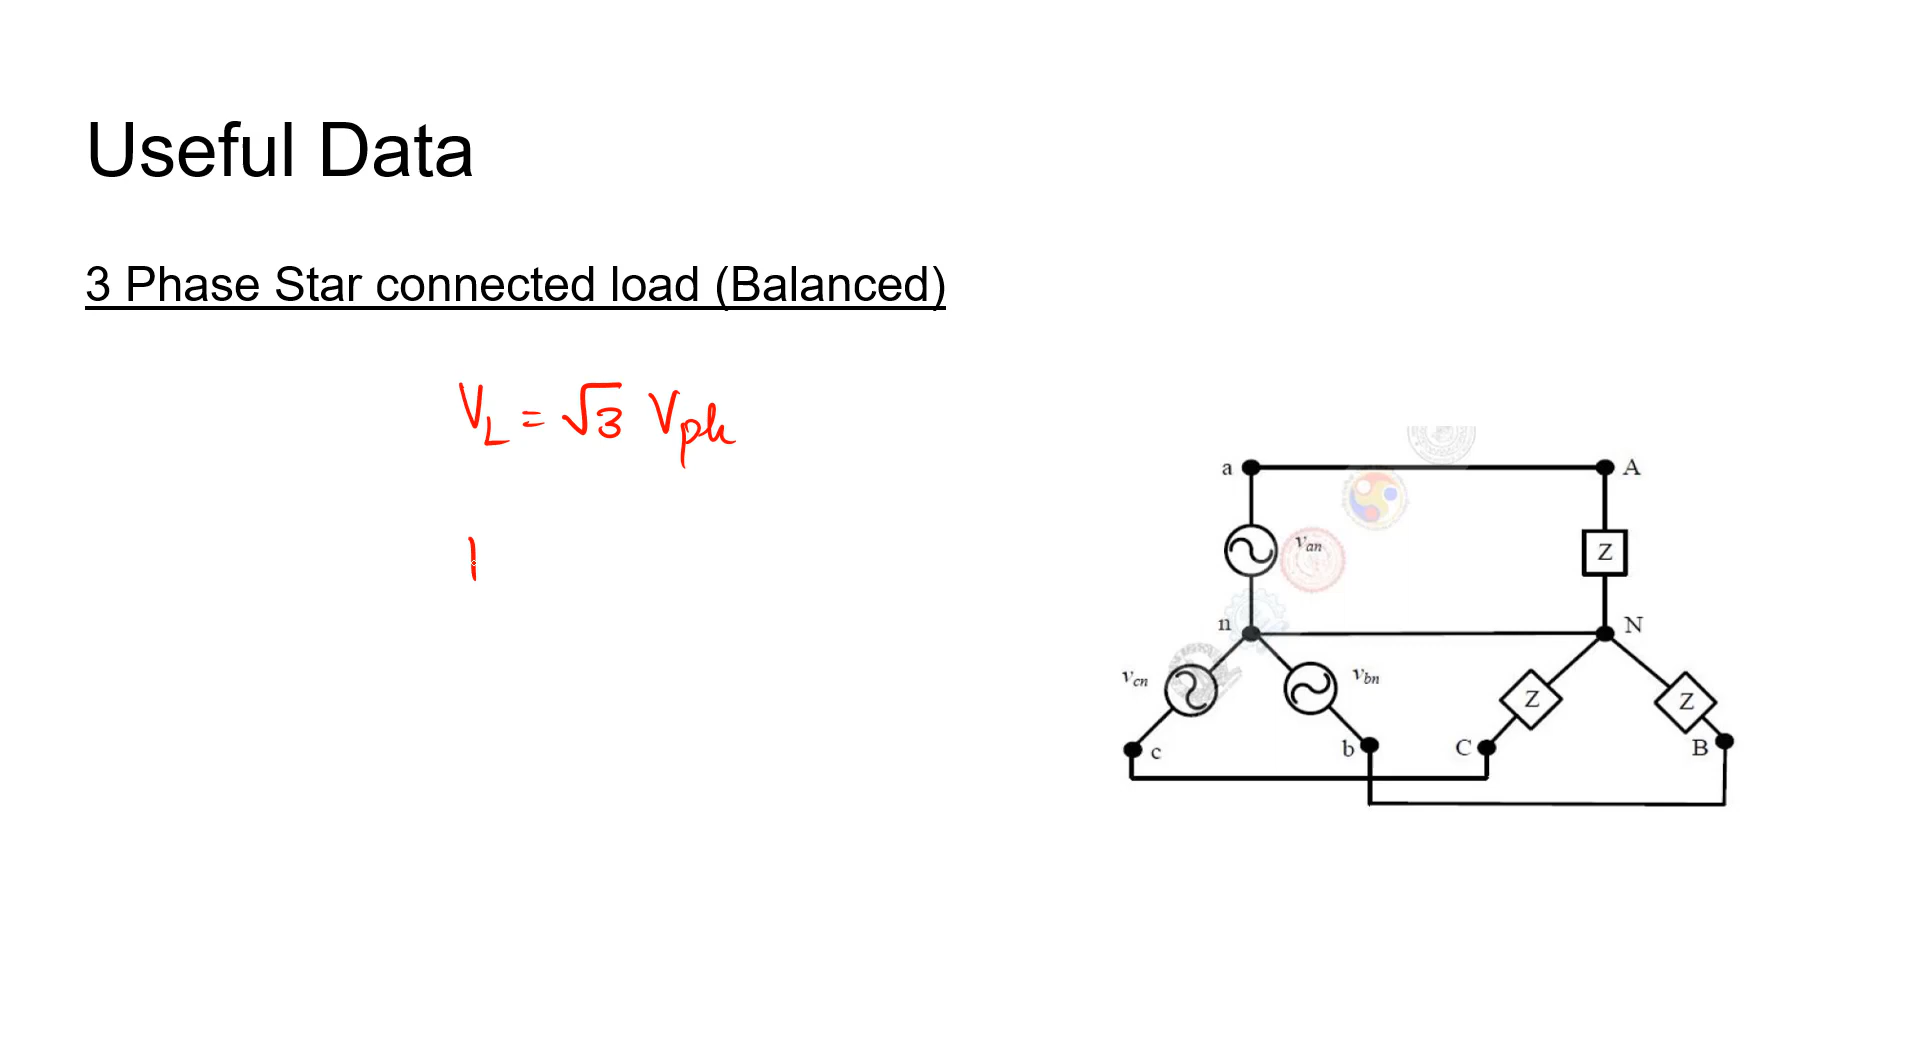 Useful Data
3 Phase Star connected load (Balanced)
V_L = √3 V_ph
I
a
A
v_an
Z
n
N
v_cn
v_bn
Z
Z
c
b
C
B